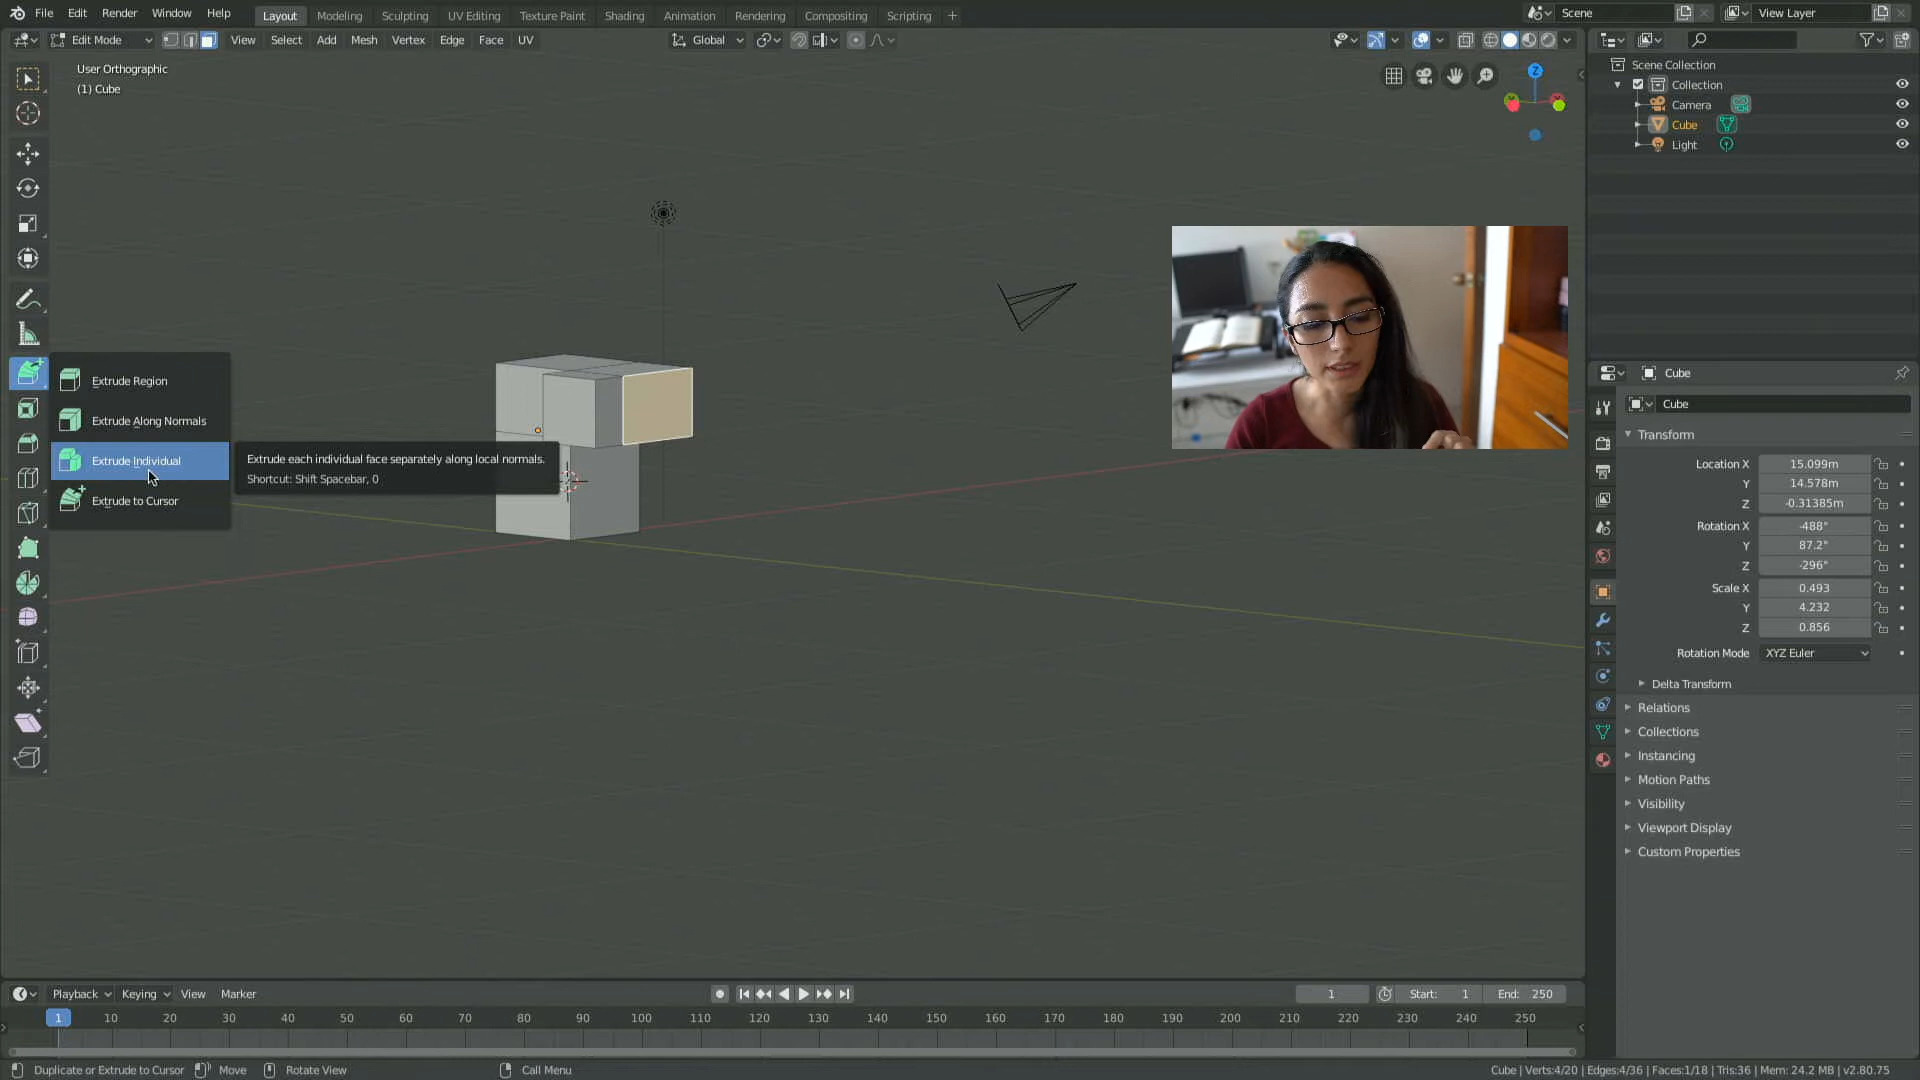 File Edit Render Window Help Layout Modeling Sculpting UV Editing Texture Paint Shading Animation Rendering Compositing Scripting + Scene View Layer
Edit Mode View Select Add Mesh Vertex Edge Face UV Global
User Orthographic
(1) Cube
Z
Scene Collection
Collection
Camera
Cube
Light
Extrude Region
Extrude Along Normals
Extrude Individual
Extrude to Cursor
Extrude each individual face separately along local normals.
Shortcut: Shift Spacebar, 0
Cube
Cube
Transform
Location X 15.099m
Y 14.578m
Z -0.31385m
Rotation X -488°
Y 87.2°
Z -296°
Scale X 0.493
Y 4.232
Z 0.856
Rotation Mode XYZ Euler
Delta Transform
Relations
Collections
Instancing
Motion Paths
Visibility
Viewport Display
Custom Properties
Playback Keying View Marker 1 Start: 1 End: 250
1 10 20 30 40 50 60 70 80 90 100 110 120 130 140 150 160 170 180 190 200 210 220 230 240 250
Duplicate or Extrude to Cursor Move Rotate View Call Menu Cube | Verts:4/20 | Edges:4/36 | Faces:1/18 | Tris:36 | Mem: 24.2 MB | v2.80.75